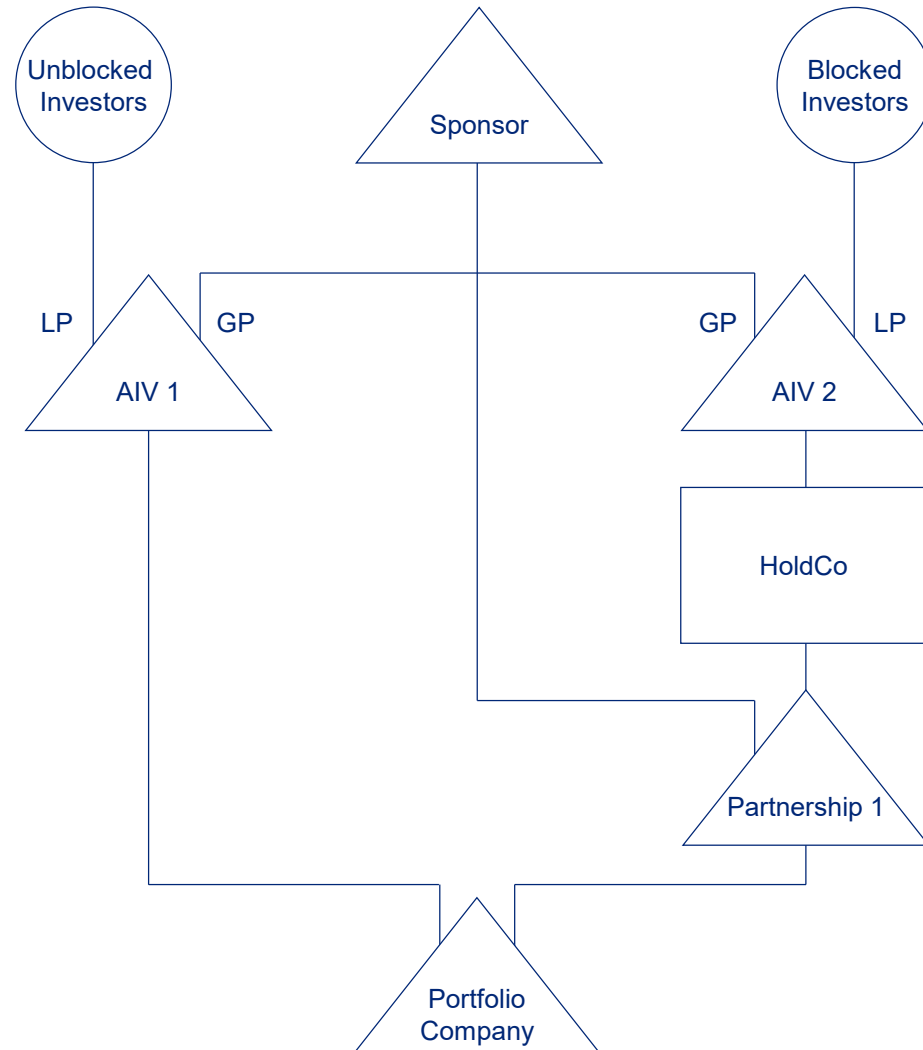 Unblocked
Investors
Sponsor
Blocked
Investors
LP
GP
GP
LP
AIV 1
AIV 2
HoldCo
Partnership 1
Portfolio
Company